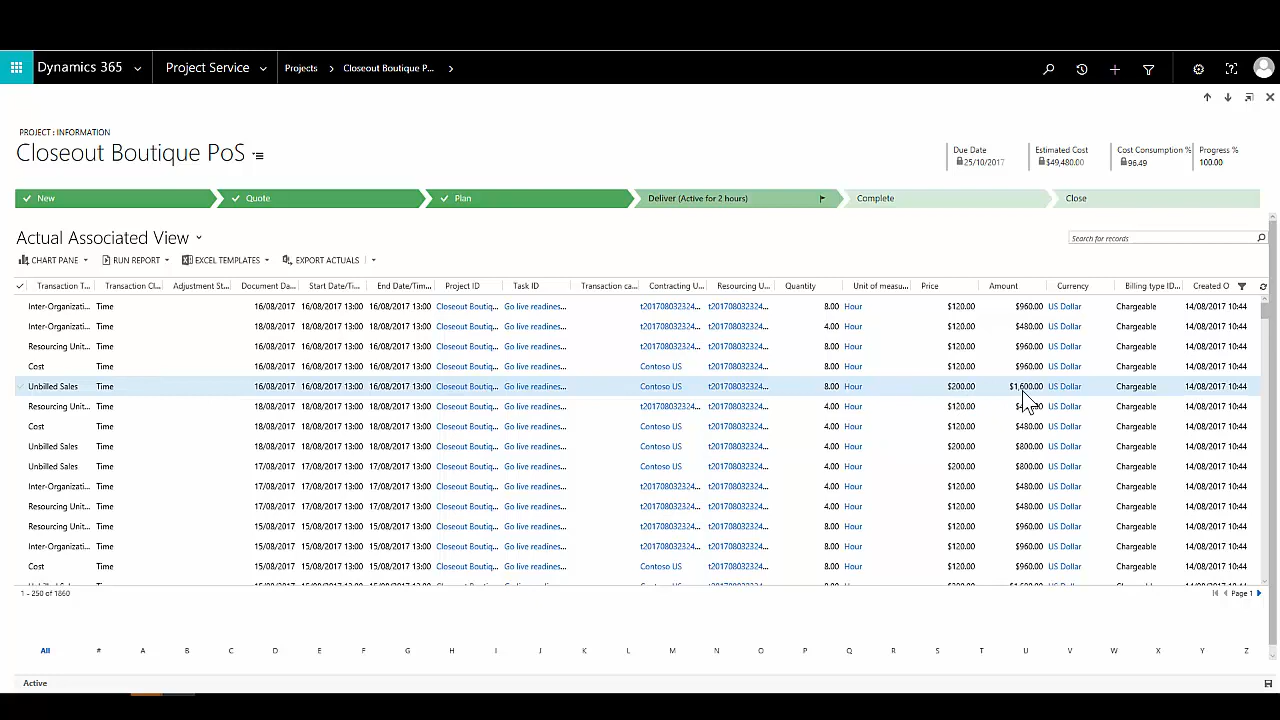 Dynamics 365 Project Service Projects > Closeout Boutique P... >
PROJECT : INFORMATION
Closeout Boutique PoS
Due Date Estimated Cost Cost Consumption % Progress %
25/10/2017 $49,480.00 96.49 100.00
New Quote Plan Deliver (Active for 2 hours) Complete Close
Actual Associated View
Search for records
CHART PANE RUN REPORT EXCEL TEMPLATES EXPORT ACTUALS
Transaction T... Transaction Cl... Adjustment St... Document Da... Start Date/Ti... End Date/Tim... Project ID Task ID Transaction ca... Contracting U... Resourcing U... Quantity Unit of measu... Price Amount Currency Billing type ID... Created O
Inter-Organizati... Time 16/08/2017 16/08/2017 13:00 16/08/2017 13:00 Closeout Boutiq... Go live readines... t201708032324... t201708032324... 8.00 Hour $120.00 $960.00 US Dollar Chargeable 14/08/2017 10:44
Inter-Organizati... Time 18/08/2017 18/08/2017 13:00 18/08/2017 13:00 Closeout Boutiq... Go live readines... t201708032324... t201708032324... 4.00 Hour $120.00 $480.00 US Dollar Chargeable 14/08/2017 10:44
Resourcing Unit... Time 16/08/2017 16/08/2017 13:00 16/08/2017 13:00 Closeout Boutiq... Go live readines... t201708032324... t201708032324... 8.00 Hour $120.00 $960.00 US Dollar Chargeable 14/08/2017 10:44
Cost Time 16/08/2017 16/08/2017 13:00 16/08/2017 13:00 Closeout Boutiq... Go live readines... Contoso US t201708032324... 8.00 Hour $120.00 $960.00 US Dollar Chargeable 14/08/2017 10:44
Unbilled Sales Time 16/08/2017 16/08/2017 13:00 16/08/2017 13:00 Closeout Boutiq... Go live readines... Contoso US t201708032324... 8.00 Hour $200.00 $1,600.00 US Dollar Chargeable 14/08/2017 10:44
Resourcing Unit... Time 18/08/2017 18/08/2017 13:00 18/08/2017 13:00 Closeout Boutiq... Go live readines... t201708032324... t201708032324... 4.00 Hour $120.00 US Dollar Chargeable 14/08/2017 10:44
Cost Time 18/08/2017 18/08/2017 13:00 18/08/2017 13:00 Closeout Boutiq... Go live readines... Contoso US t201708032324... 4.00 Hour $120.00 $480.00 US Dollar Chargeable 14/08/2017 10:44
Unbilled Sales Time 18/08/2017 18/08/2017 13:00 18/08/2017 13:00 Closeout Boutiq... Go live readines... Contoso US t201708032324... 4.00 Hour $200.00 $800.00 US Dollar Chargeable 14/08/2017 10:44
Unbilled Sales Time 17/08/2017 17/08/2017 13:00 17/08/2017 13:00 Closeout Boutiq... Go live readines... Contoso US t201708032324... 4.00 Hour $200.00 $800.00 US Dollar Chargeable 14/08/2017 10:44
Inter-Organizati... Time 17/08/2017 17/08/2017 13:00 17/08/2017 13:00 Closeout Boutiq... Go live readines... t201708032324... t201708032324... 4.00 Hour $120.00 $480.00 US Dollar Chargeable 14/08/2017 10:44
Resourcing Unit... Time 17/08/2017 17/08/2017 13:00 17/08/2017 13:00 Closeout Boutiq... Go live readines... t201708032324... t201708032324... 4.00 Hour $120.00 $480.00 US Dollar Chargeable 14/08/2017 10:44
Resourcing Unit... Time 15/08/2017 15/08/2017 13:00 15/08/2017 13:00 Closeout Boutiq... Go live readines... t201708032324... t201708032324... 8.00 Hour $120.00 $960.00 US Dollar Chargeable 14/08/2017 10:44
Inter-Organizati... Time 15/08/2017 15/08/2017 13:00 15/08/2017 13:00 Closeout Boutiq... Go live readines... t201708032324... t201708032324... 8.00 Hour $120.00 $960.00 US Dollar Chargeable 14/08/2017 10:44
Cost Time 15/08/2017 15/08/2017 13:00 15/08/2017 13:00 Closeout Boutiq... Go live readines... Contoso US t201708032324... 8.00 Hour $120.00 $960.00 US Dollar Chargeable 14/08/2017 10:44
1 - 250 of 1860 Page 1
All # A B C D E F G H I J K L M N O P Q R S T U V W X Y Z
Active